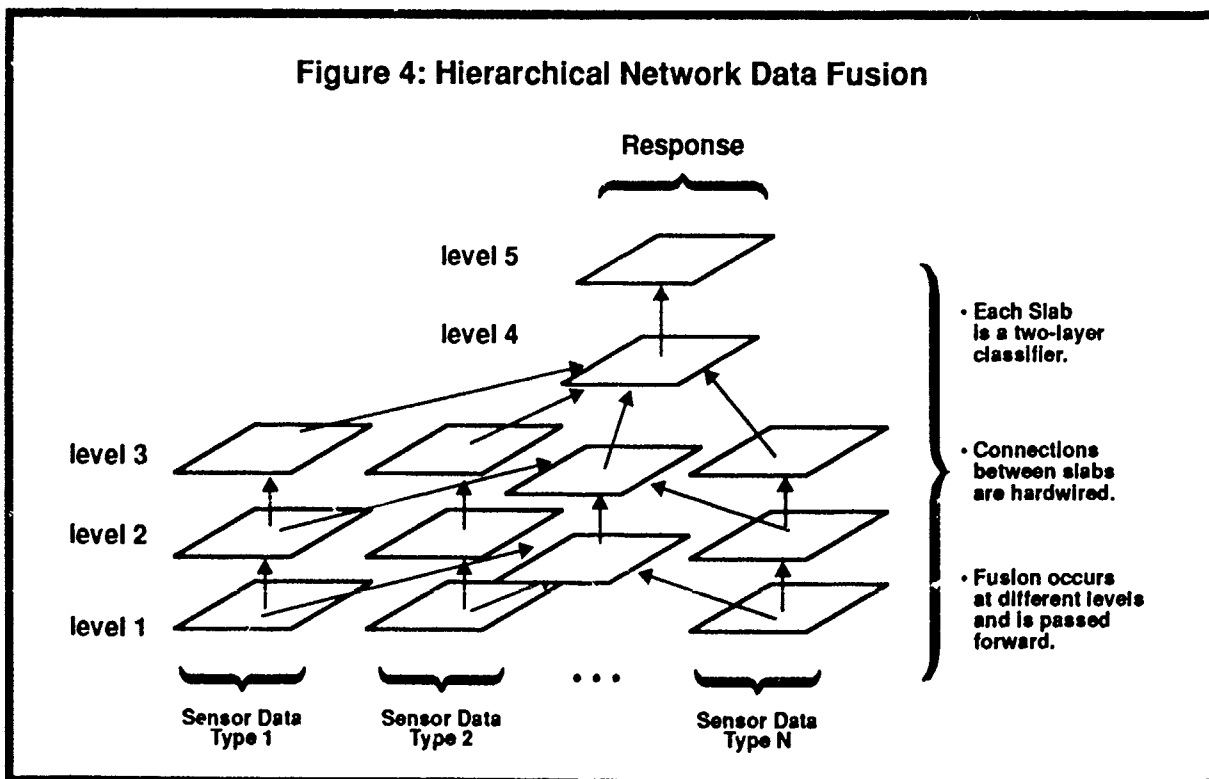 Figure 4: Hierarchical Network Data Fusion
Response
level 5
level 4
level 3
level 2
level 1
• Each Slab
is a two-layer
classifier.
• Connections
between slabs
are hardwired.
• Fusion occurs
at different levels
and is passed
forward.
Sensor Data
Type 1
Sensor Data
Type 2
• • •
Sensor Data
Type N